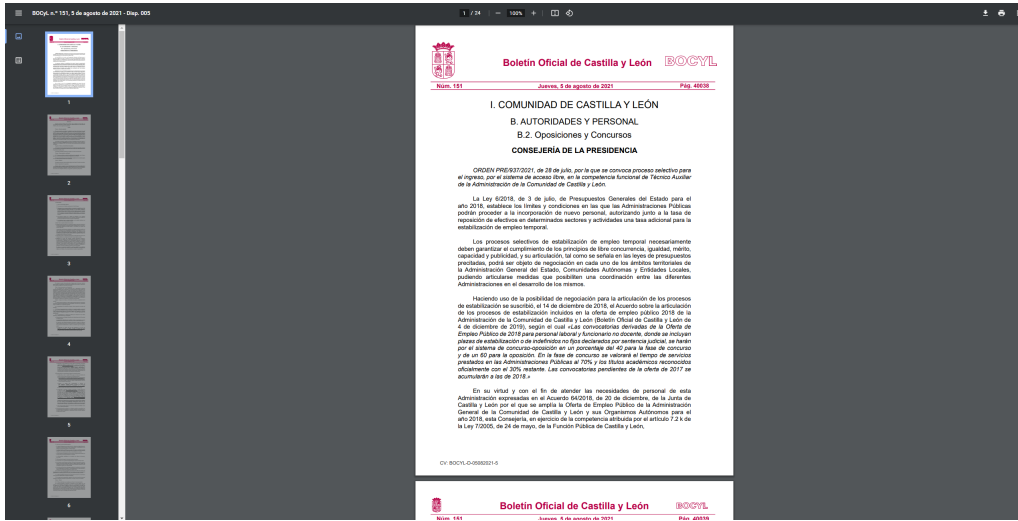 BOCyL n.º 151, 5 de agosto de 2021 - Disp. 005
1 / 24
100%
1
2
3
4
5
6
Boletín Oficial de Castilla y León
BOCYL
Núm. 151
Jueves, 5 de agosto de 2021
Pág. 40038
I. COMUNIDAD DE CASTILLA Y LEÓN
B. AUTORIDADES Y PERSONAL
B.2. Oposiciones y Concursos
CONSEJERÍA DE LA PRESIDENCIA
ORDEN PRE/937/2021, de 28 de julio, por la que se convoca proceso selectivo para
el ingreso, por el sistema de acceso libre, en la competencia funcional de Técnico Auxiliar
de la Administración de la Comunidad de Castilla y León.
La Ley 6/2018, de 3 de julio, de Presupuestos Generales del Estado para el
año 2018, establece los límites y condiciones en las que las Administraciones Públicas
podrán proceder a la incorporación de nuevo personal, autorizando junto a la tasa de
reposición de efectivos en determinados sectores y actividades una tasa adicional para la
estabilización de empleo temporal.
Los procesos selectivos de estabilización de empleo temporal necesariamente
deben garantizar el cumplimiento de los principios de libre concurrencia, igualdad, mérito,
capacidad y publicidad, y su articulación, tal como se señala en las leyes de presupuestos
precitadas, podrá ser objeto de negociación en cada uno de los ámbitos territoriales de
la Administración General del Estado, Comunidades Autónomas y Entidades Locales,
pudiendo articularse medidas que posibiliten una coordinación entre las diferentes
Administraciones en el desarrollo de los mismos.
Haciendo uso de la posibilidad de negociación para la articulación de los procesos
de estabilización se suscribió, el 14 de diciembre de 2018, el Acuerdo sobre la articulación
de los procesos de estabilización incluidos en la oferta de empleo público 2018 de la
Administración de la Comunidad de Castilla y León (Boletín Oficial de Castilla y León de
4 de diciembre de 2019), según el cual «Las convocatorias derivadas de la Oferta de
Empleo Público de 2018 para personal laboral y funcionario no docente, donde se incluyan
plazas de estabilización o de indefinidos no fijos declarados por sentencia judicial, se harán
por el sistema de concurso-oposición en un porcentaje del 40 para la fase de concurso
y de un 60 para la oposición. En la fase de concurso se valorará el tiempo de servicios
prestados en las Administraciones Públicas al 70% y los títulos académicos reconocidos
oficialmente con el 30% restante. Las convocatorias pendientes de la oferta de 2017 se
acumularán a las de 2018.»
En su virtud y con el fin de atender las necesidades de personal de esta
Administración expresadas en el Acuerdo 64/2018, de 20 de diciembre, de la Junta de
Castilla y León por el que se amplía la Oferta de Empleo Público de la Administración
General de la Comunidad de Castilla y León y sus Organismos Autónomos para el
año 2018, esta Consejería, en ejercicio de la competencia atribuida por el artículo 7.2 k de
la Ley 7/2005, de 24 de mayo, de la Función Pública de Castilla y León,
CV: BOCYL-D-05082021-5
Boletín Oficial de Castilla y León
BOCYL
Núm. 151
Jueves, 5 de agosto de 2021
Pág. 40039